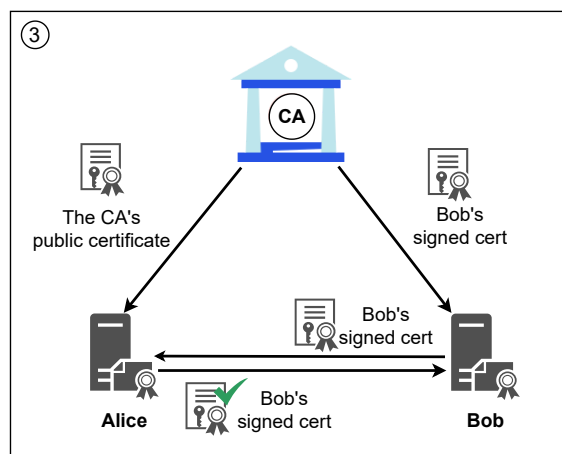 3
CA
The CA's
public certificate
Bob's
signed cert
Bob's
signed cert
Bob's
signed cert
Alice
Bob